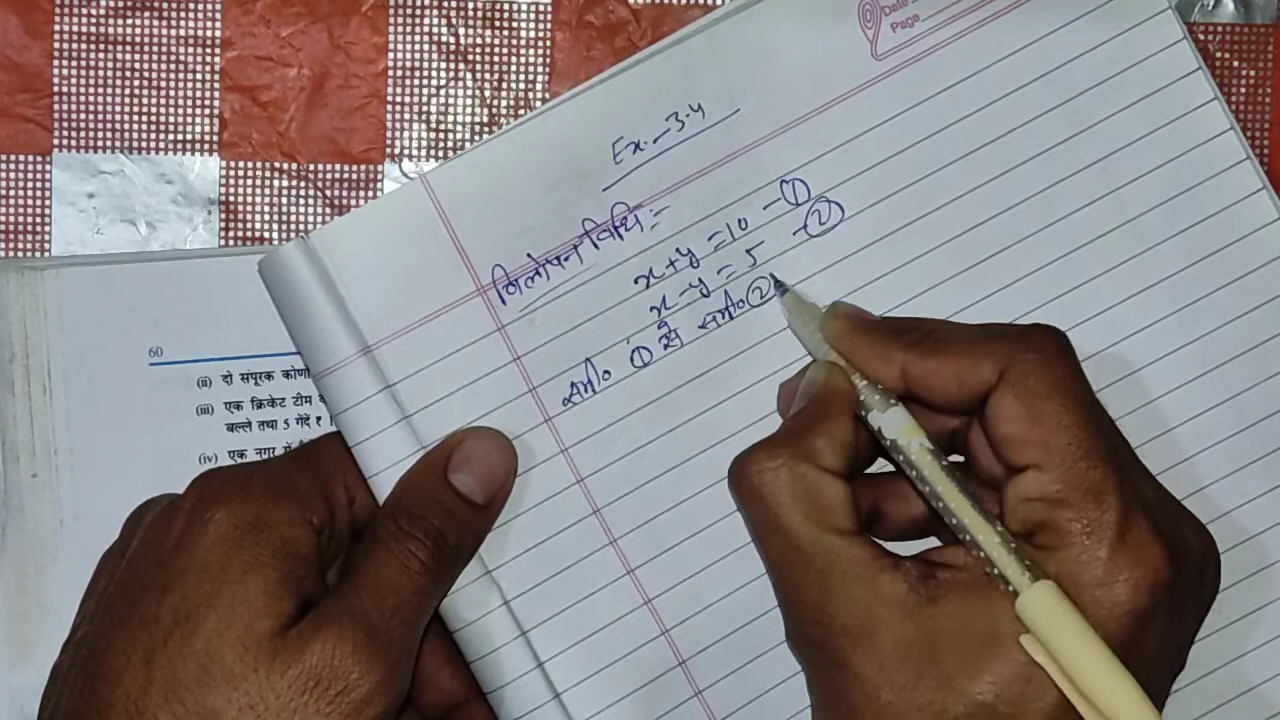 Date
Page
Ex.-3.4
विलोपन विधि :-
x+y=10 -①
x-y=5 -②
समी० ① से समी० ②
60
(ii) दो संपूरक कोणों
(iii) एक क्रिकेट टीम
बल्ले तथा 5 गेंदें ₹
(iv) एक नगर में